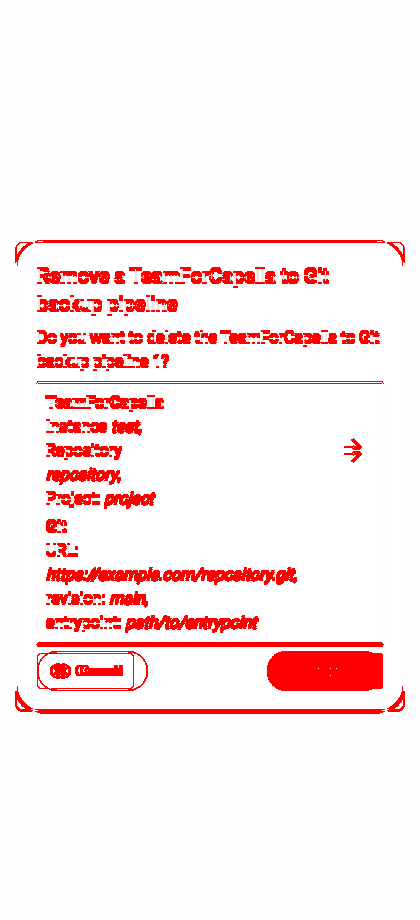 Remove a TeamForCapella to Git
backup pipeline
Do you want to delete the TeamForCapella to Git
backup pipeline 1?
TeamForCapella
Instance test,
Repository
repository,
Project: project
Git
URL:
https://example.com/repository.git,
revision: main,
entrypoint: path/to/entrypoint
Cancel